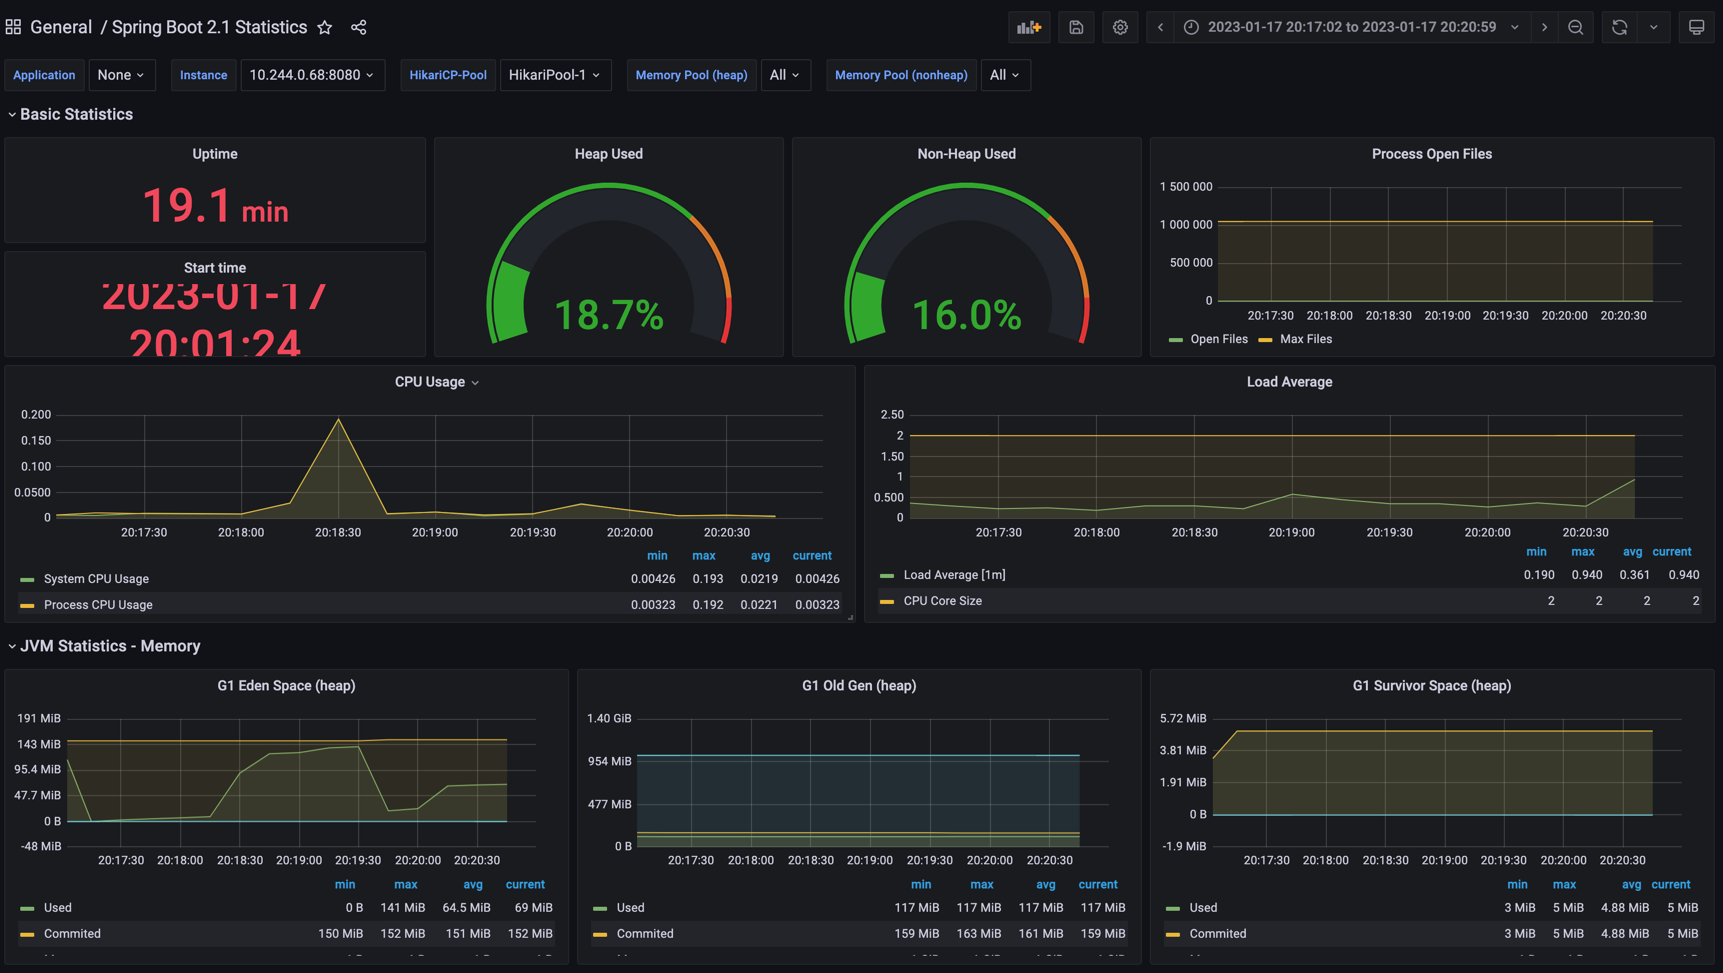 General / Spring Boot 2.1 Statistics
2023-01-17 20:17:02 to 2023-01-17 20:20:59
Application None Instance 10.244.0.68:8080 HikariCP-Pool HikariPool-1 Memory Pool (heap) All Memory Pool (nonheap) All
Basic Statistics
Uptime
19.1 min
Start time
2023-01-17
20:01:24
Heap Used
18.7%
Non-Heap Used
16.0%
Process Open Files
1 500 000
1 000 000
500 000
0
20:17:30 20:18:00 20:18:30 20:19:00 20:19:30 20:20:00 20:20:30
Open Files Max Files
CPU Usage
0.200
0.150
0.100
0.0500
0
20:17:30 20:18:00 20:18:30 20:19:00 20:19:30 20:20:00 20:20:30
min max avg current
System CPU Usage 0.00426 0.193 0.0219 0.00426
Process CPU Usage 0.00323 0.192 0.0221 0.00323
Load Average
2.50
2
1.50
1
0.500
0
20:17:30 20:18:00 20:18:30 20:19:00 20:19:30 20:20:00 20:20:30
min max avg current
Load Average [1m] 0.190 0.940 0.361 0.940
CPU Core Size 2 2 2 2
JVM Statistics - Memory
G1 Eden Space (heap)
191 MiB
143 MiB
95.4 MiB
47.7 MiB
0 B
-48 MiB
20:17:30 20:18:00 20:18:30 20:19:00 20:19:30 20:20:00 20:20:30
min max avg current
Used 0 B 141 MiB 64.5 MiB 69 MiB
Commited 150 MiB 152 MiB 151 MiB 152 MiB
G1 Old Gen (heap)
1.40 GiB
954 MiB
477 MiB
0 B
20:17:30 20:18:00 20:18:30 20:19:00 20:19:30 20:20:00 20:20:30
min max avg current
Used 117 MiB 117 MiB 117 MiB 117 MiB
Commited 159 MiB 163 MiB 161 MiB 159 MiB
G1 Survivor Space (heap)
5.72 MiB
3.81 MiB
1.91 MiB
0 B
-1.9 MiB
20:17:30 20:18:00 20:18:30 20:19:00 20:19:30 20:20:00 20:20:30
min max avg current
Used 3 MiB 5 MiB 4.88 MiB 5 MiB
Commited 3 MiB 5 MiB 4.88 MiB 5 MiB